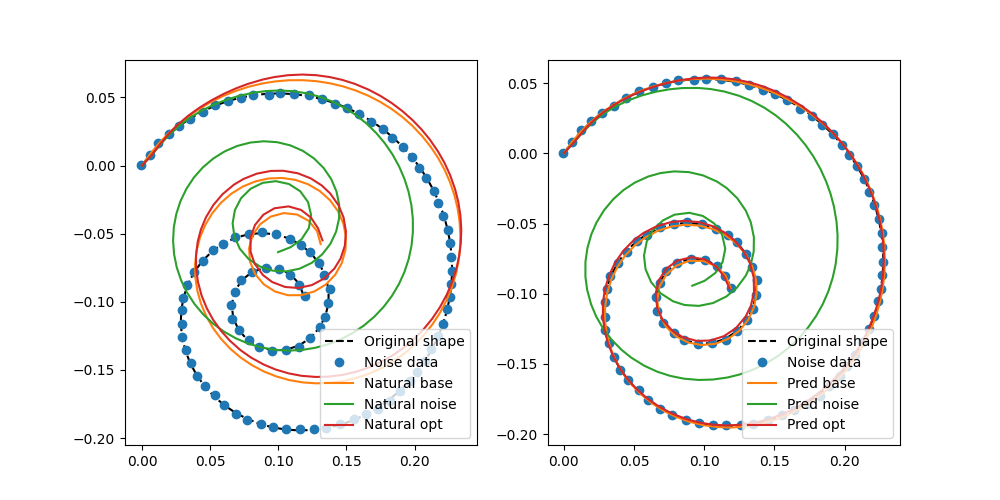 0.05
0.00
−0.05
−0.10
−0.15
−0.20
0.00 0.05 0.10 0.15 0.20
Original shape
Noise data
Natural base
Natural noise
Natural opt
0.05
0.00
−0.05
−0.10
−0.15
−0.20
0.00 0.05 0.10 0.15 0.20
Original shape
Noise data
Pred base
Pred noise
Pred opt